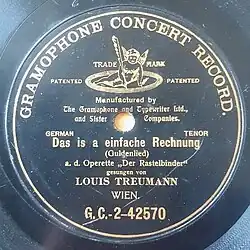 GRAMOPHONE CONCERT RECORD
TRADE MARK
PATENTED PATENTED
Manufactured by
The Gramophone and Typewriter Ltd.,
and Sister Companies.
GERMAN TENOR
Das is a einfache Rechnung
(Guldenlied)
a. d. Operette „Der Rastelbinder"
gesungen von
LOUIS TREUMANN
WIEN.
G.C.-2-42570